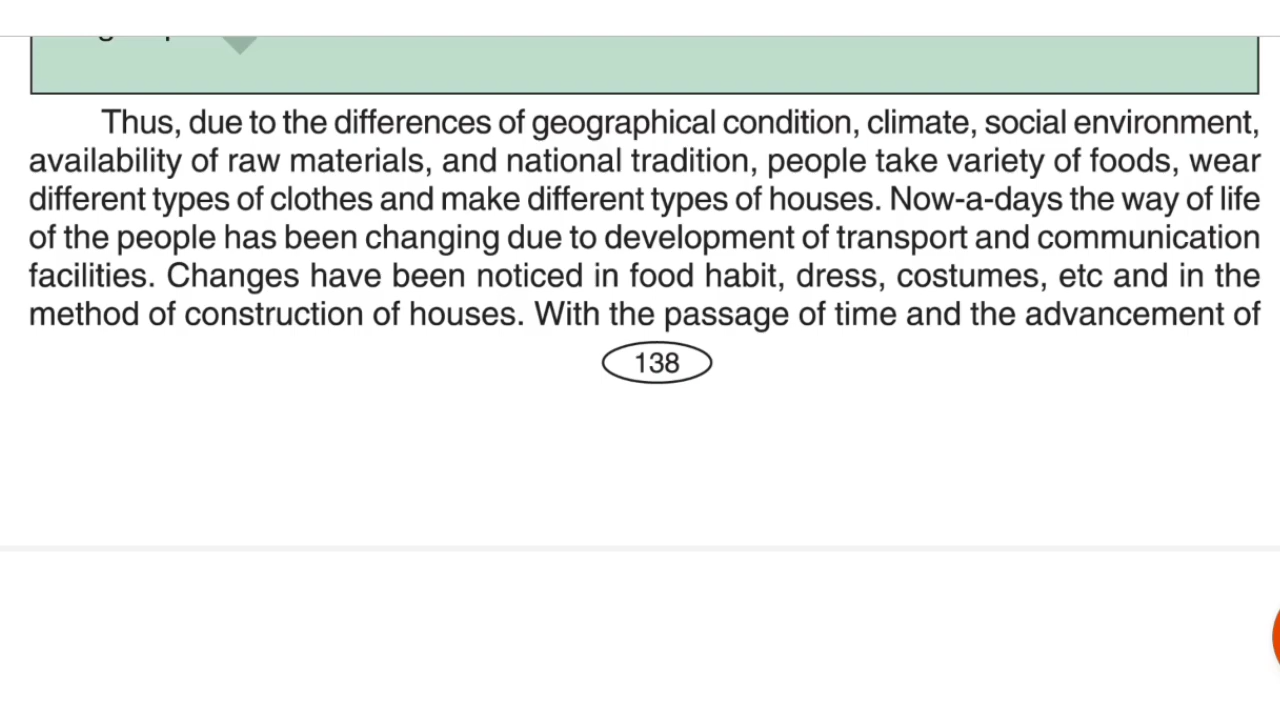 Thus, due to the differences of geographical condition, climate, social environment,
availability of raw materials, and national tradition, people take variety of foods, wear
different types of clothes and make different types of houses. Now-a-days the way of life
of the people has been changing due to development of transport and communication
facilities. Changes have been noticed in food habit, dress, costumes, etc and in the
method of construction of houses. With the passage of time and the advancement of
138